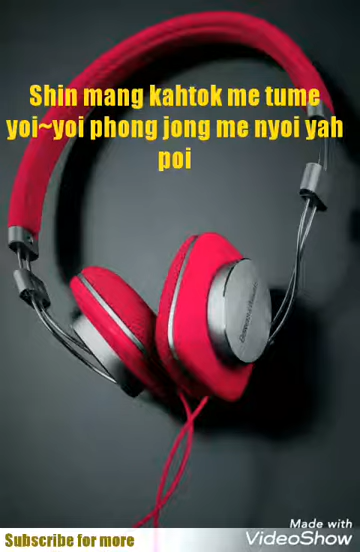 Shin mang kahtok me tume
yoi~yoi phong jong me nyoi yah
poi
Made with
VideoShow
Subscribe for more